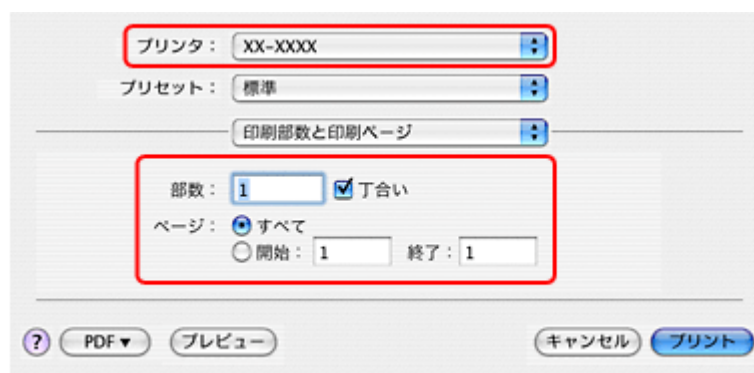 プリンタ： XX-XXXX
プリセット： 標準
印刷部数と印刷ページ
部数： 1 丁合い
ページ： すべて
開始： 1 終了： 1
? PDF▼ プレビュー キャンセル プリント